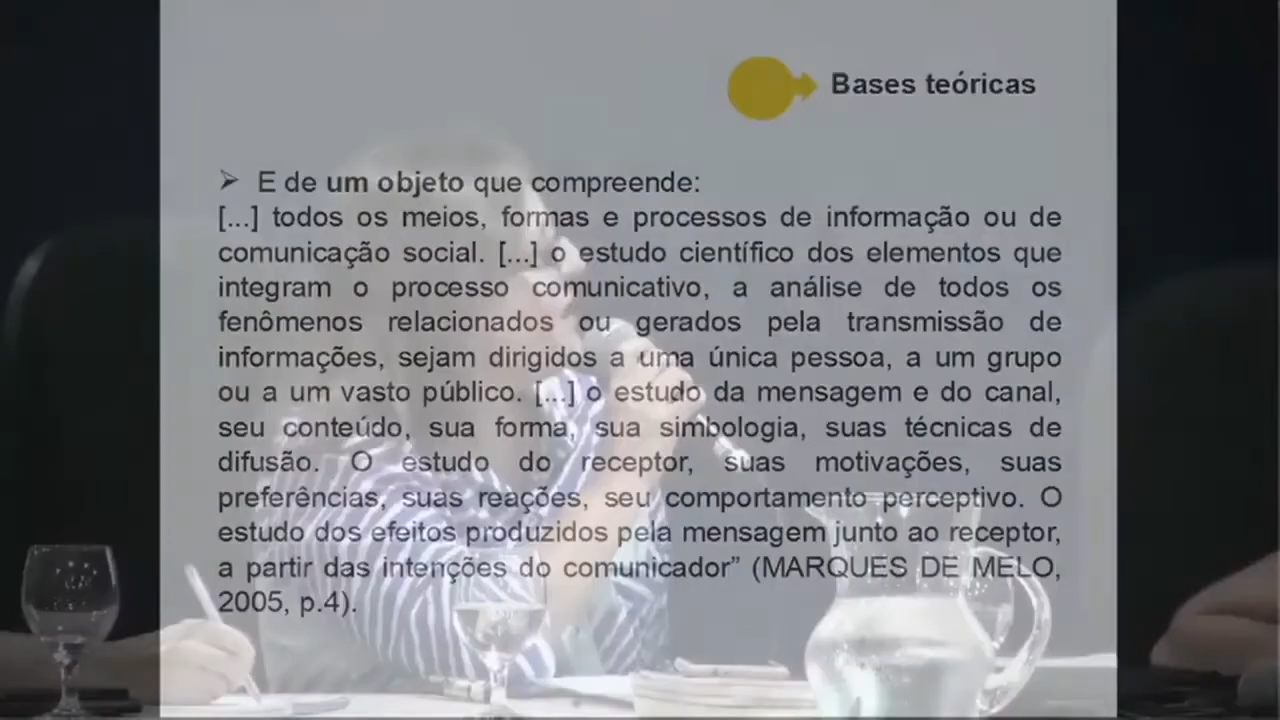 Bases teóricas
➢ E de um objeto que compreende:
[...] todos os meios, formas e processos de informação ou de
comunicação social. [...] o estudo científico dos elementos que
integram o processo comunicativo, a análise de todos os
fenômenos relacionados ou gerados pela transmissão de
informações, sejam dirigidos a uma única pessoa, a um grupo
ou a um vasto público. [...] o estudo da mensagem e do canal,
seu conteúdo, sua forma, sua simbologia, suas técnicas de
difusão. O estudo do receptor, suas motivações, suas
preferências, suas reações, seu comportamento perceptivo. O
estudo dos efeitos produzidos pela mensagem junto ao receptor,
a partir das intenções do comunicador” (MARQUES DE MELO,
2005, p.4).